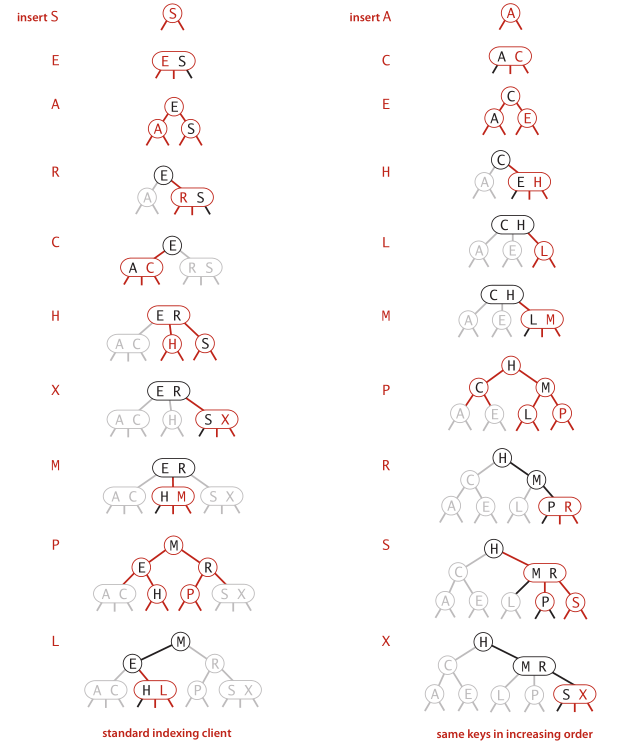 insert S S
E E S
A E
A S
R E
A R S
C E
A C R S
H E R
A C H S
X E R
A C H S X
M E R
A C H M S X
P M
E R
A C H P S X
L M
E R
A C H L P S X
standard indexing client
insert A A
C A C
E C
A E
H C
A E H
L C H
A E L
M C H
A E L M
P H
C M
A E L P
R H
C M
A E L P R
S H
C M R
A E L P S
X H
C M R
A E L P S X
same keys in increasing order